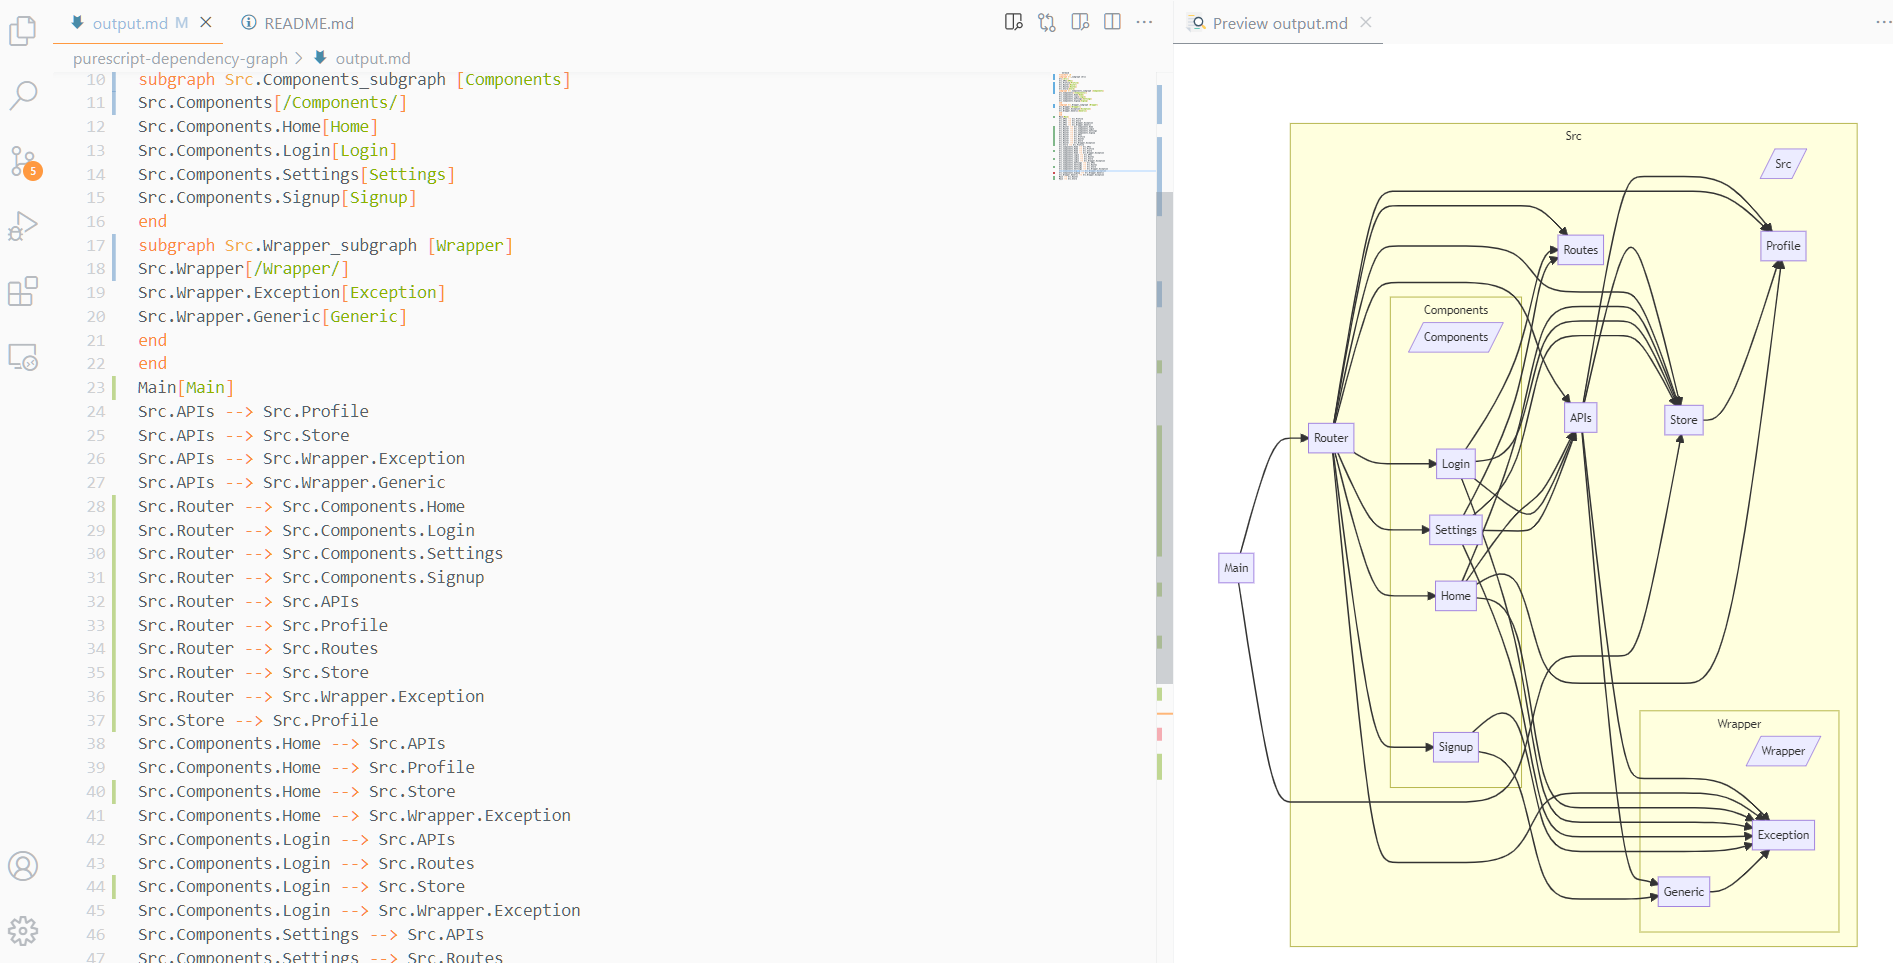 output.md M
README.md
Preview output.md
purescript-dependency-graph > output.md
10 subgraph Src.Components_subgraph [Components]
11 Src.Components[/Components/]
12 Src.Components.Home[Home]
13 Src.Components.Login[Login]
14 Src.Components.Settings[Settings]
15 Src.Components.Signup[Signup]
16 end
17 subgraph Src.Wrapper_subgraph [Wrapper]
18 Src.Wrapper[/Wrapper/]
19 Src.Wrapper.Exception[Exception]
20 Src.Wrapper.Generic[Generic]
21 end
22 end
23 Main[Main]
24 Src.APIs --> Src.Profile
25 Src.APIs --> Src.Store
26 Src.APIs --> Src.Wrapper.Exception
27 Src.APIs --> Src.Wrapper.Generic
28 Src.Router --> Src.Components.Home
29 Src.Router --> Src.Components.Login
30 Src.Router --> Src.Components.Settings
31 Src.Router --> Src.Components.Signup
32 Src.Router --> Src.APIs
33 Src.Router --> Src.Profile
34 Src.Router --> Src.Routes
35 Src.Router --> Src.Store
36 Src.Router --> Src.Wrapper.Exception
37 Src.Store --> Src.Profile
38 Src.Components.Home --> Src.APIs
39 Src.Components.Home --> Src.Profile
40 Src.Components.Home --> Src.Store
41 Src.Components.Home --> Src.Wrapper.Exception
42 Src.Components.Login --> Src.APIs
43 Src.Components.Login --> Src.Routes
44 Src.Components.Login --> Src.Store
45 Src.Components.Login --> Src.Wrapper.Exception
46 Src.Components.Settings --> Src.APIs
47 Src.Components.Settings --> Src.Routes
5
Src
Src
Profile
Routes
Components
Components
APIs
Store
Router
Login
Settings
Main
Home
Wrapper
Signup
Wrapper
Exception
Generic